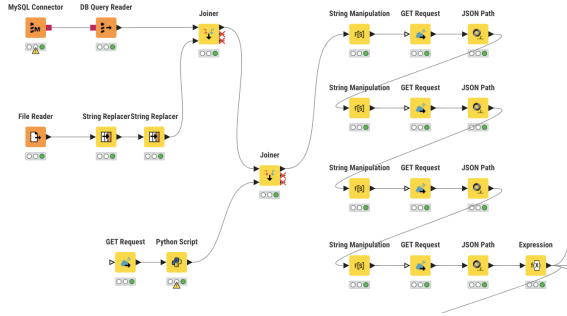 MySQL Connector DB Query Reader
Joiner
String Manipulation GET Request JSON Path
M
f[s]
String Manipulation GET Request JSON Path
f[s]
File Reader String Replacer String Replacer
Joiner
String Manipulation GET Request JSON Path
f[s]
GET Request Python Script
String Manipulation GET Request JSON Path Expression
f[s]